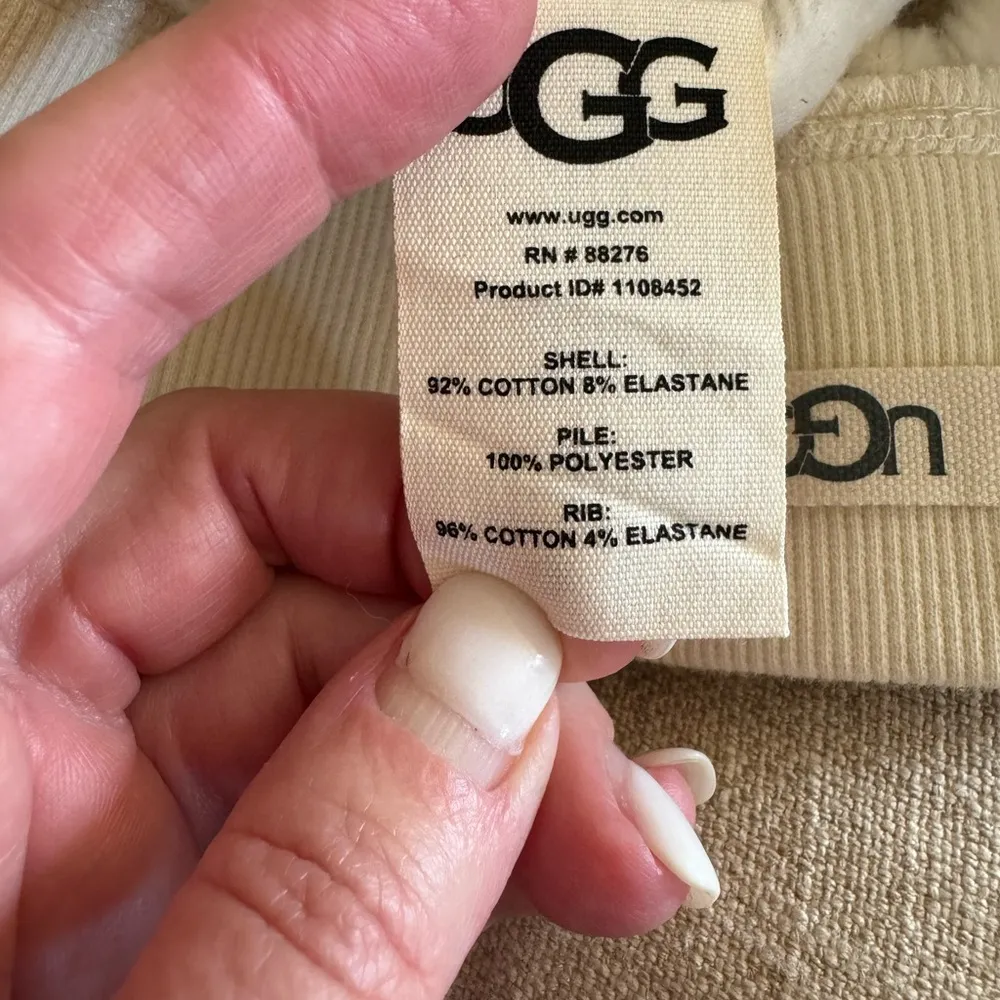 UGG
www.ugg.com
RN # 88276
Product ID# 1108452
SHELL:
92% COTTON 8% ELASTANE
PILE:
100% POLYESTER
RIB:
96% COTTON 4% ELASTANE
UGG